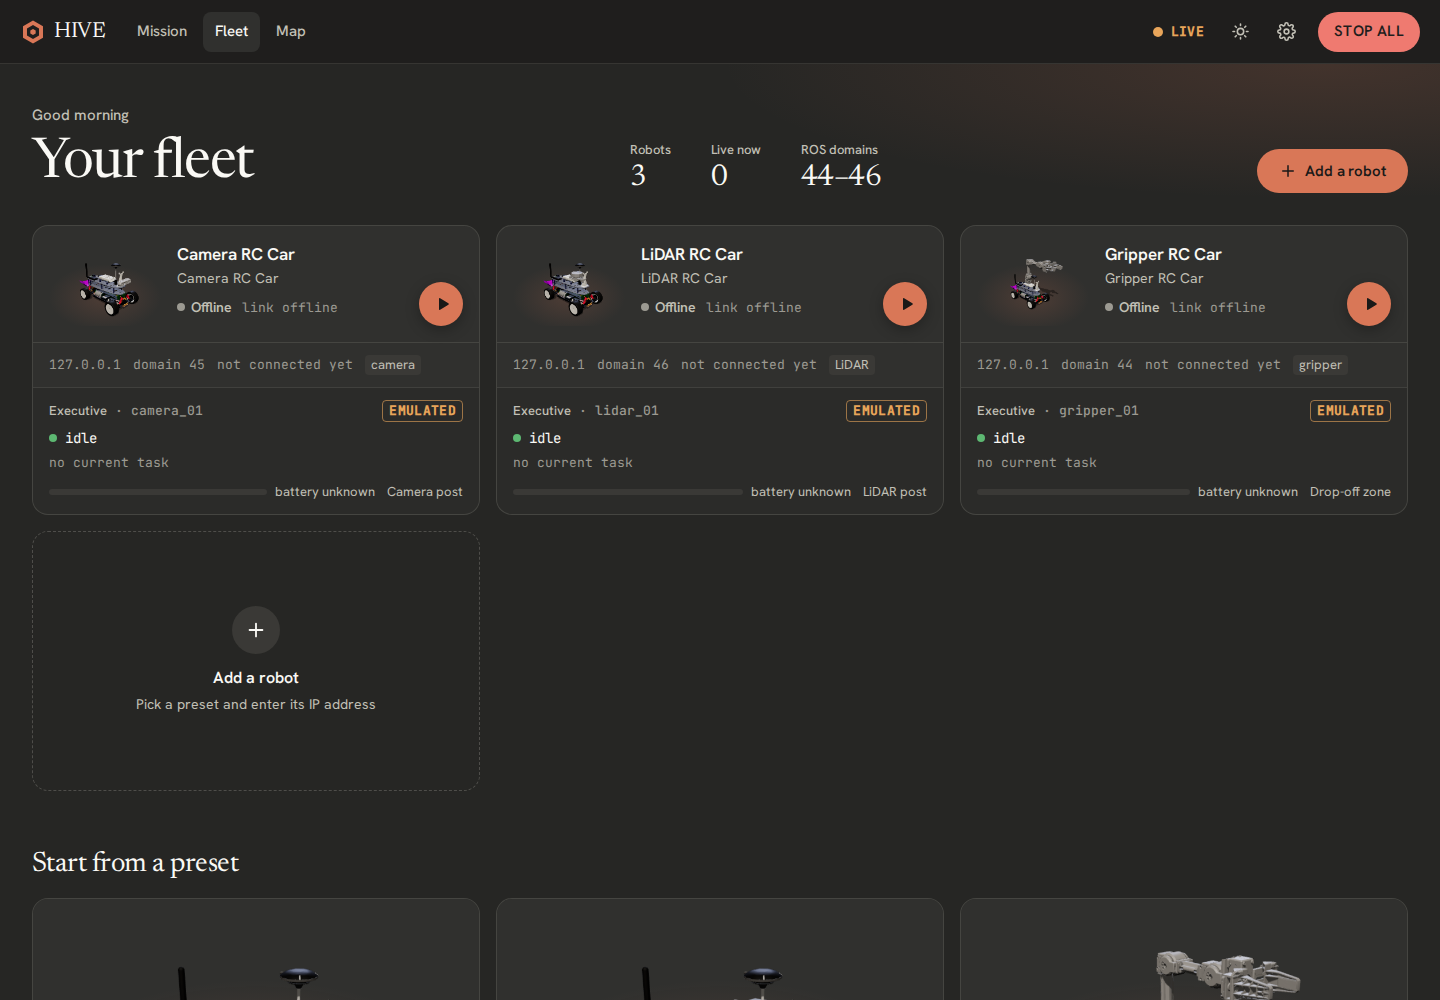 HIVE Mission Fleet Map LIVE STOP ALL
Good morning
Your fleet
Robots Live now ROS domains
3 0 44–46
Add a robot
Camera RC Car
Camera RC Car
Offline link offline
127.0.0.1 domain 45 not connected yet camera
Executive · camera_01 EMULATED
idle
no current task
battery unknown Camera post
LiDAR RC Car
LiDAR RC Car
Offline link offline
127.0.0.1 domain 46 not connected yet LiDAR
Executive · lidar_01 EMULATED
idle
no current task
battery unknown LiDAR post
Gripper RC Car
Gripper RC Car
Offline link offline
127.0.0.1 domain 44 not connected yet gripper
Executive · gripper_01 EMULATED
idle
no current task
battery unknown Drop-off zone
Add a robot
Pick a preset and enter its IP address
Start from a preset